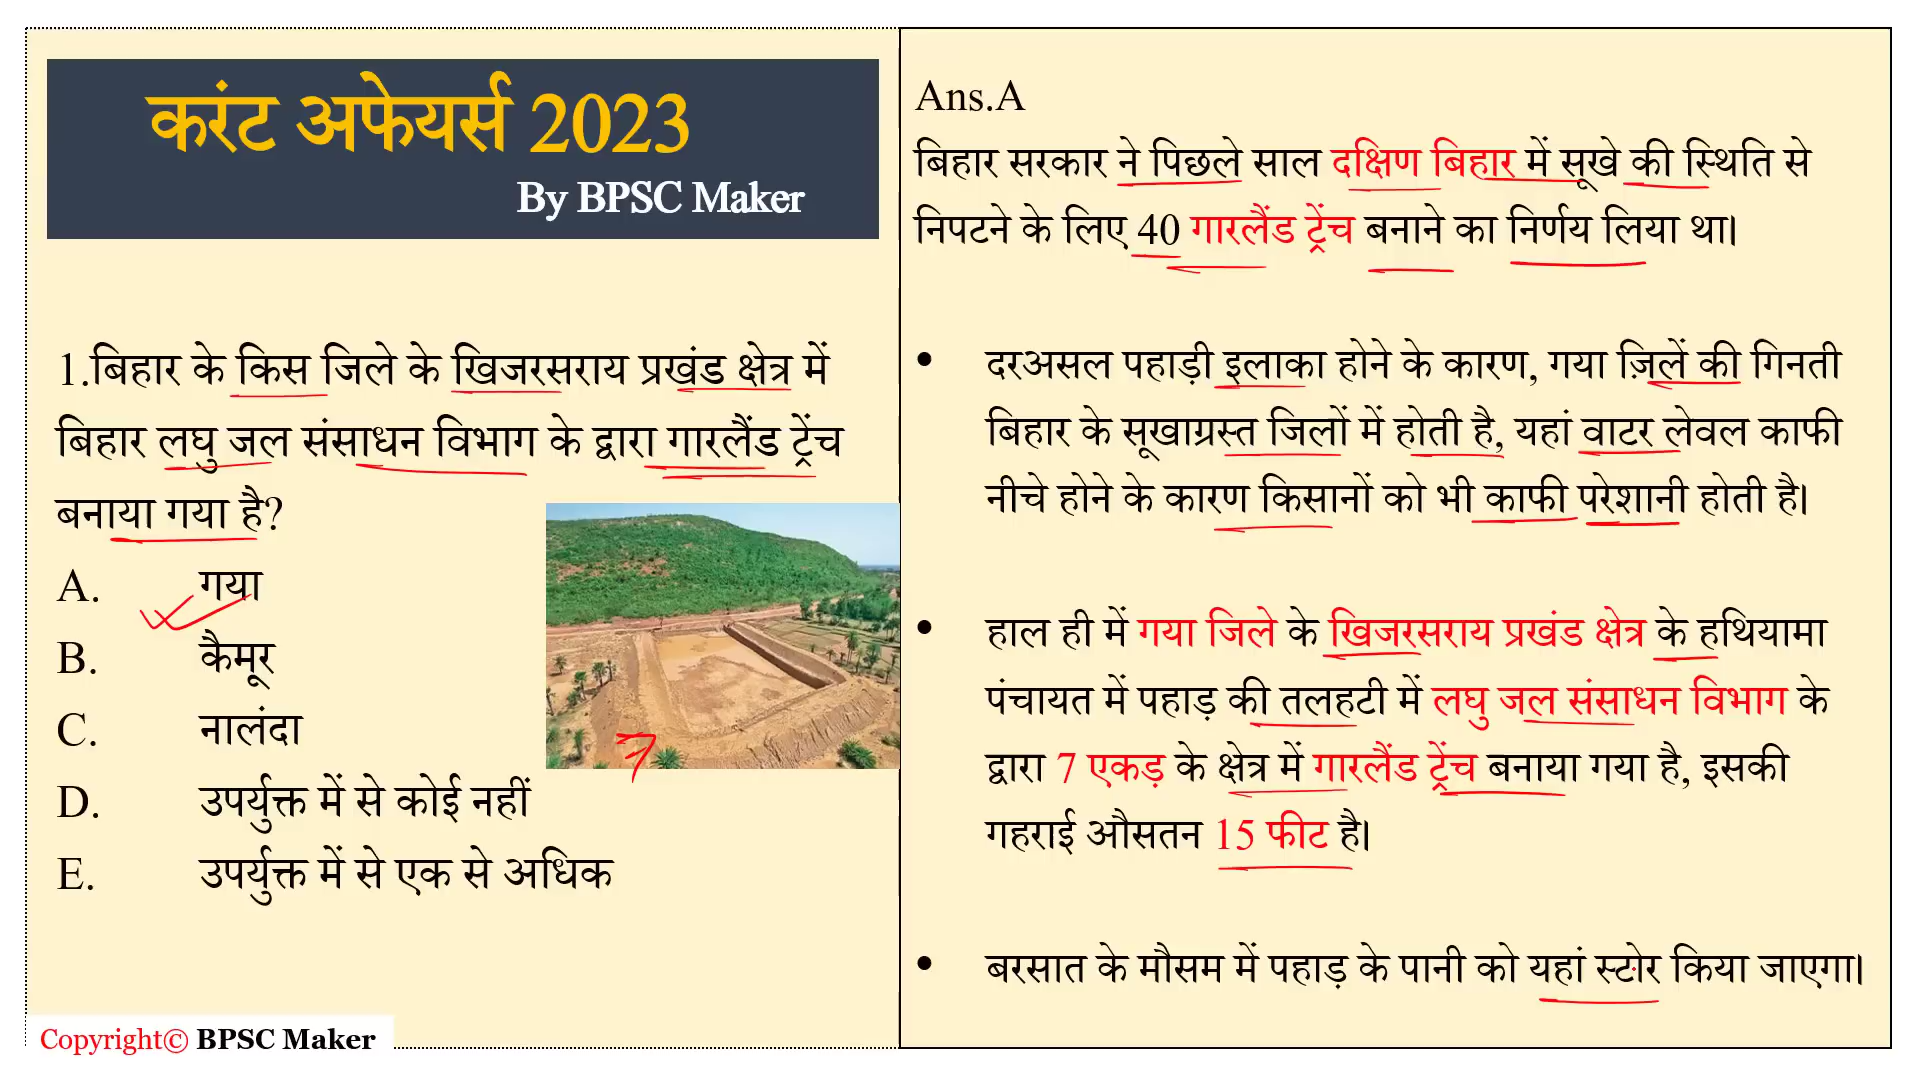 करंट अफेयर्स 2023
By BPSC Maker
1.बिहार के किस जिले के खिजरसराय प्रखंड क्षेत्र में
बिहार लघु जल संसाधन विभाग के द्वारा गारलैंड ट्रेंच
बनाया गया है?
A. गया
B. कैमूर
C. नालंदा
D. उपर्युक्त में से कोई नहीं
E. उपर्युक्त में से एक से अधिक
Copyright© BPSC Maker
Ans.A
बिहार सरकार ने पिछले साल दक्षिण बिहार में सूखे की स्थिति से
निपटने के लिए 40 गारलैंड ट्रेंच बनाने का निर्णय लिया था।
• दरअसल पहाड़ी इलाका होने के कारण, गया ज़िलें की गिनती
बिहार के सूखाग्रस्त जिलों में होती है, यहां वाटर लेवल काफी
नीचे होने के कारण किसानों को भी काफी परेशानी होती है।
• हाल ही में गया जिले के खिजरसराय प्रखंड क्षेत्र के हथियामा
पंचायत में पहाड़ की तलहटी में लघु जल संसाधन विभाग के
द्वारा 7 एकड़ के क्षेत्र में गारलैंड ट्रेंच बनाया गया है, इसकी
गहराई औसतन 15 फीट है।
• बरसात के मौसम में पहाड़ के पानी को यहां स्टोर किया जाएगा।